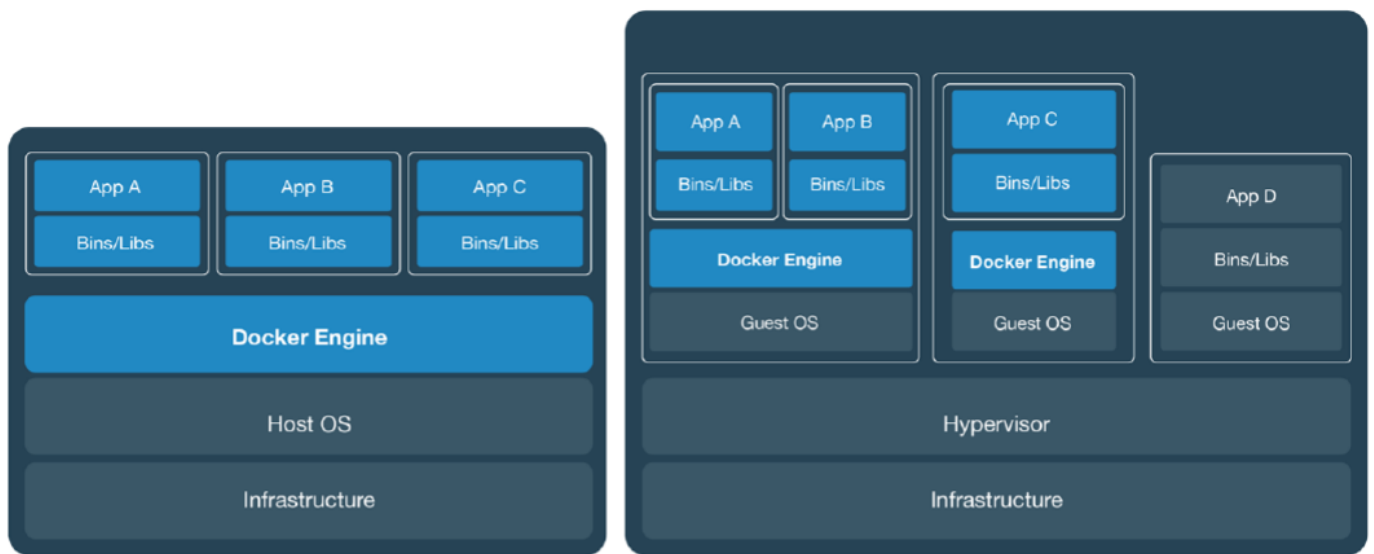 App A
App B
App C
Bins/Libs
Bins/Libs
Bins/Libs
Docker Engine
Host OS
Infrastructure
App A
App B
Bins/Libs
Bins/Libs
Docker Engine
Guest OS
App C
Bins/Libs
Docker Engine
Guest OS
App D
Bins/Libs
Guest OS
Hypervisor
Infrastructure